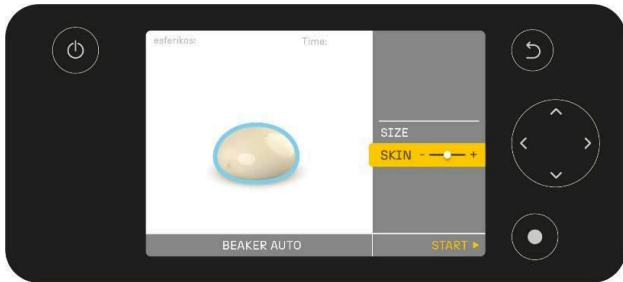 esferikos: Time:
SIZE
SKIN - +
BEAKER AUTO START ▶